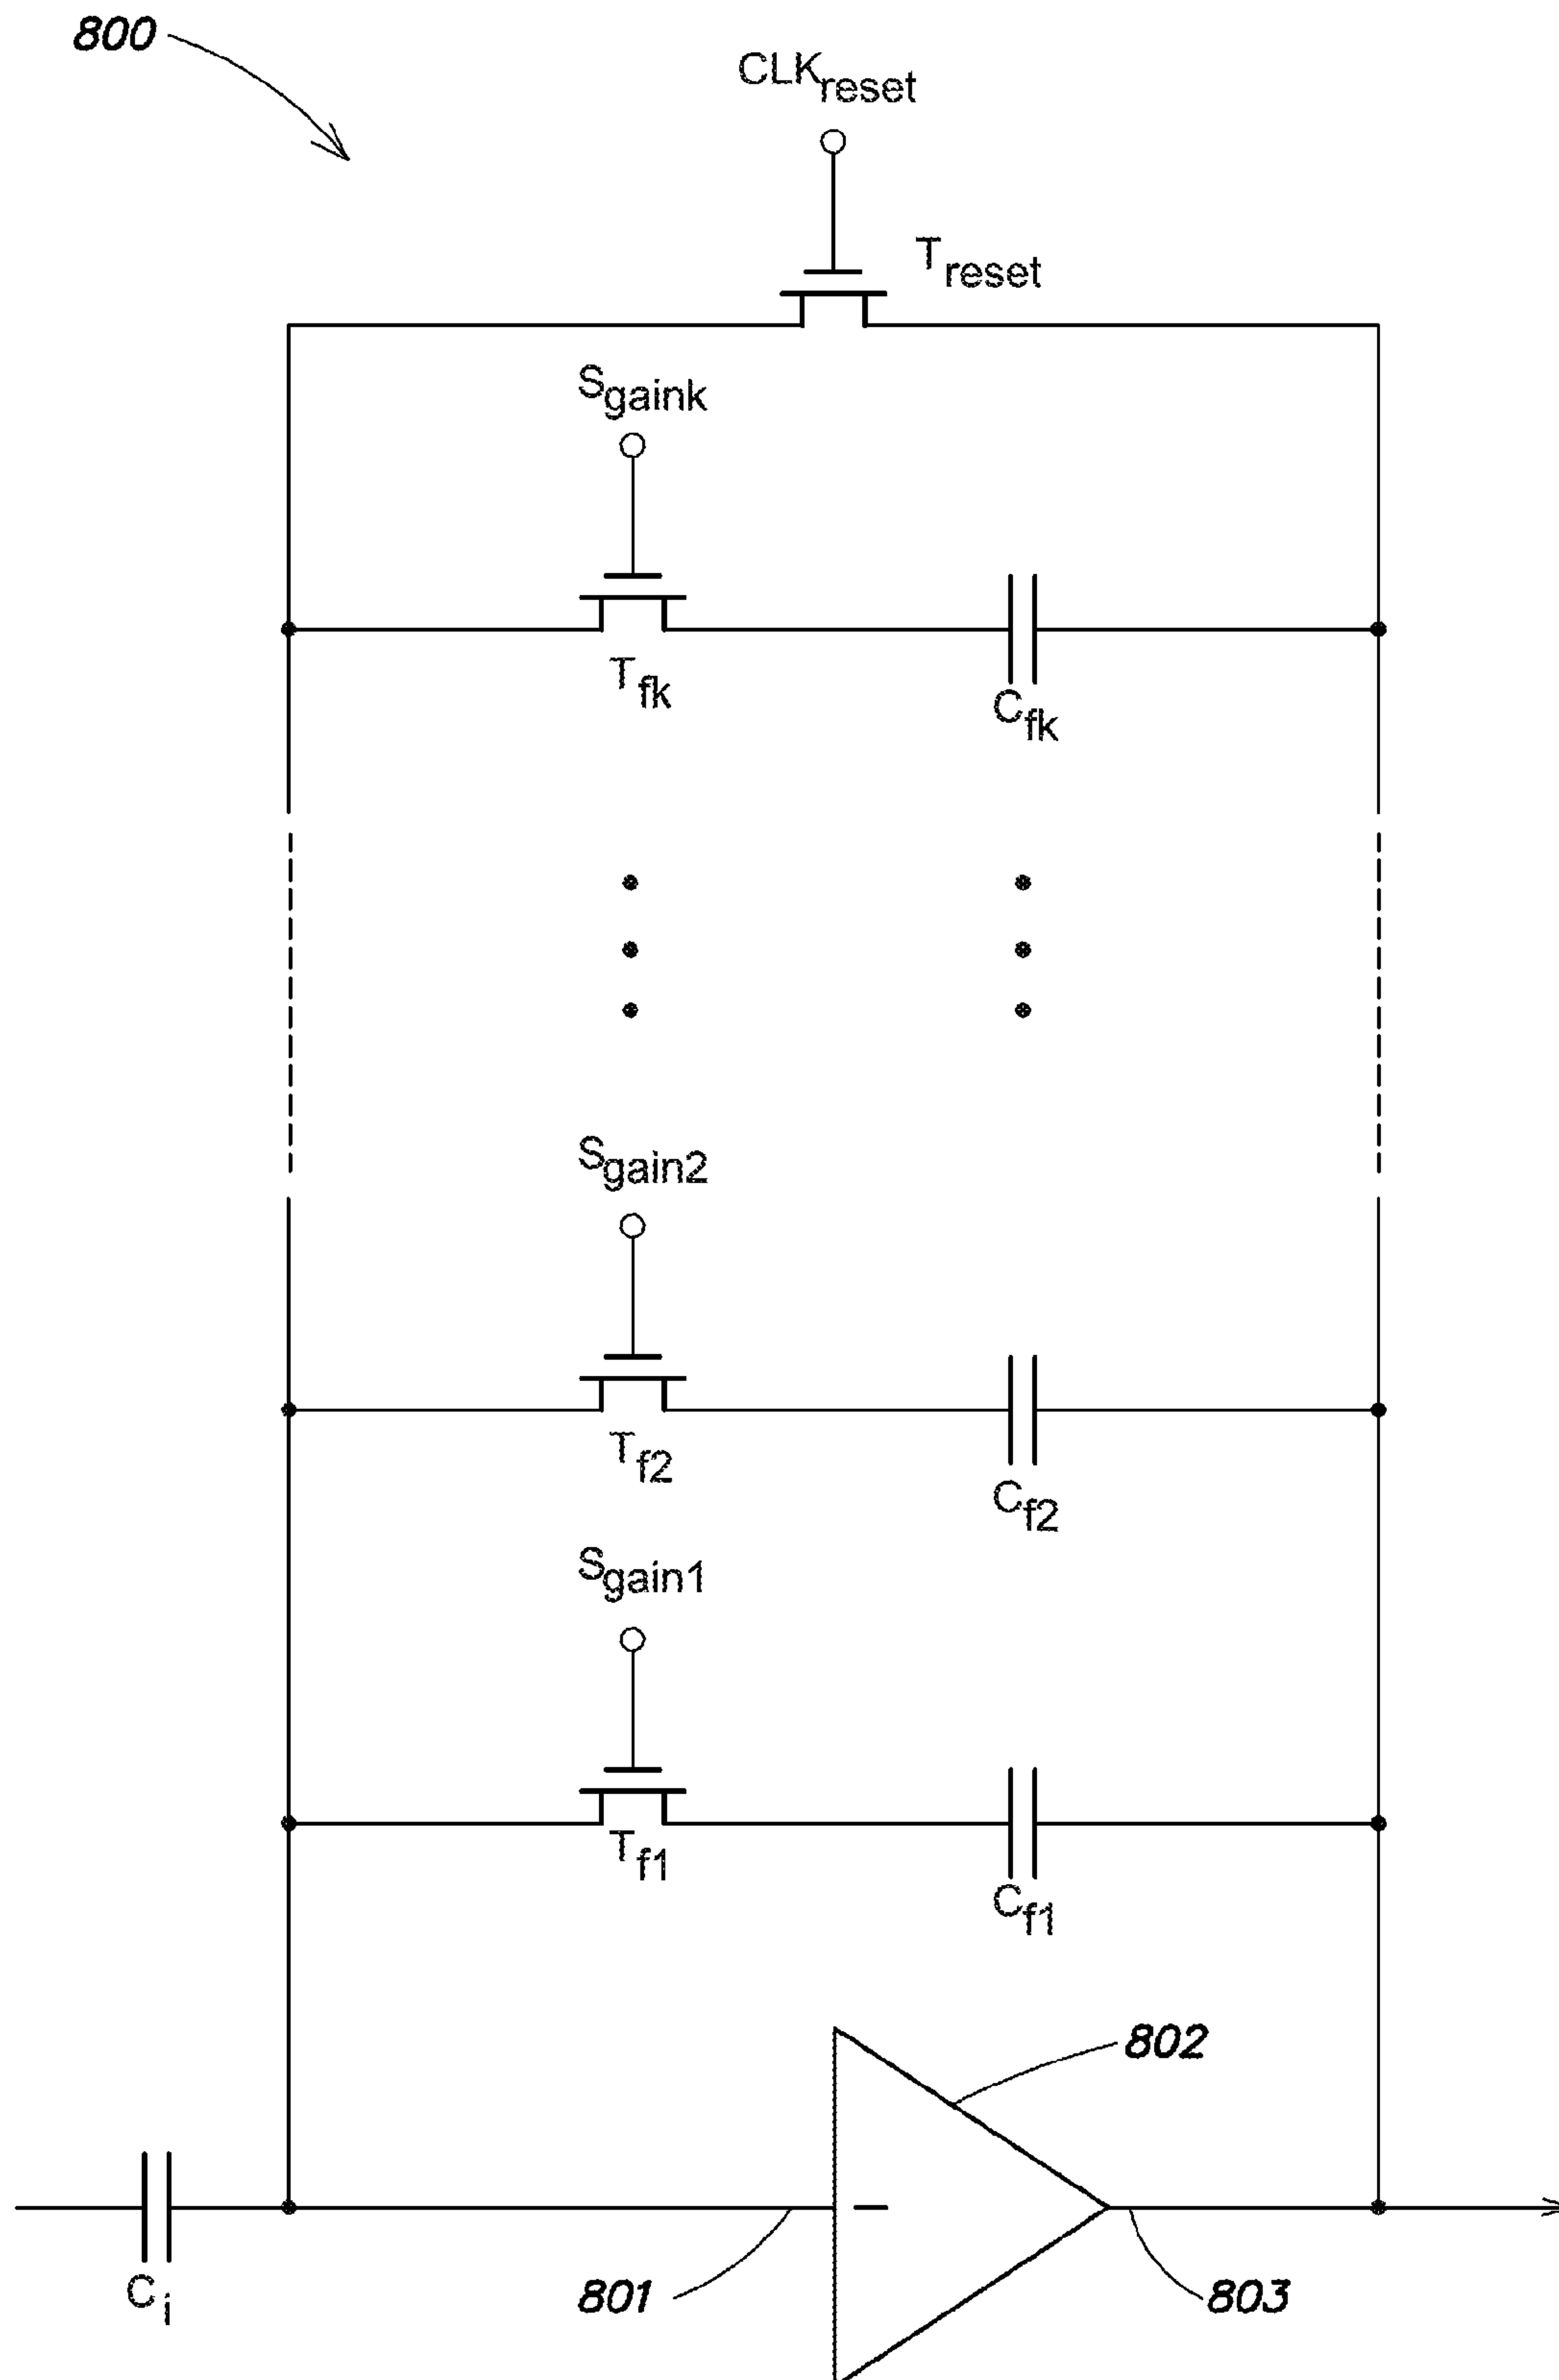 800
CLKreset
Treset
Sgaink
Tfk
Cfk
Sgain2
Tf2
Cf2
Sgain1
Tf1
Cf1
802
−
Ci
801
803